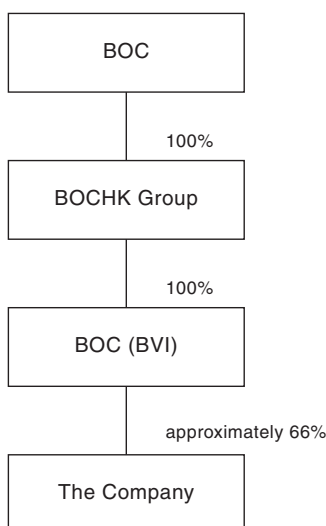 BOC
100%
BOCHK Group
100%
BOC (BVI)
approximately 66%
The Company